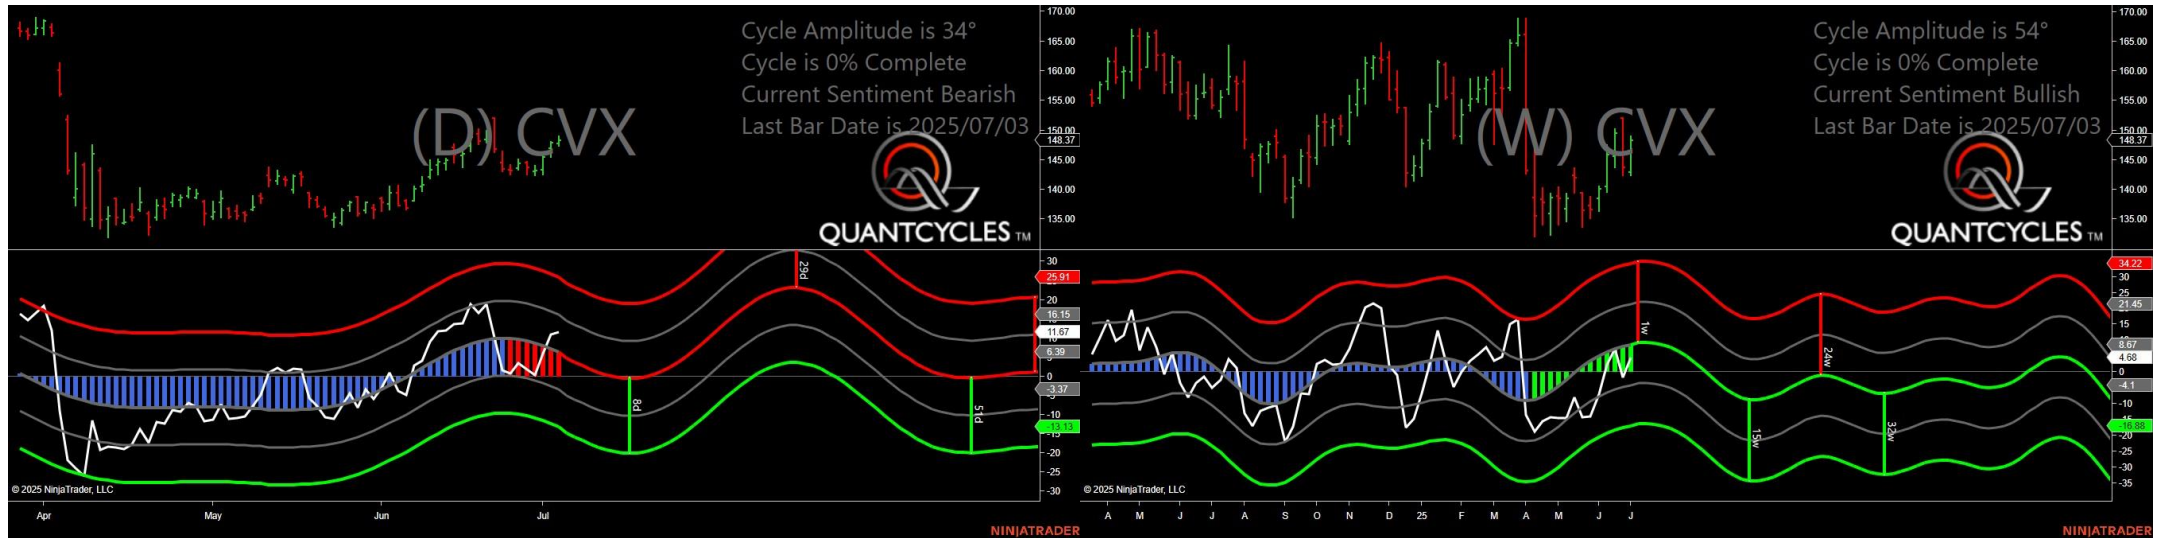 Cycle Amplitude is 34°
Cycle is 0% Complete
Current Sentiment Bearish
Last Bar Date is 2025/07/03
(D) CVX
QUANTCYCLES TM
170.00
165.00
160.00
155.00
150.00
148.37
145.00
140.00
135.00
30
25.91
20
16.15
11.67
6.39
0
-3.37
-10
-13.13
-20
-25
-30
29d
8d
51d
© 2025 NinjaTrader, LLC
Apr May Jun Jul
NINJATRADER
Cycle Amplitude is 54°
Cycle is 0% Complete
Current Sentiment Bullish
Last Bar Date is 2025/07/03
(W) CVX
QUANTCYCLES TM
170.00
165.00
160.00
155.00
150.00
148.37
145.00
140.00
135.00
34.22
30
25
21.45
15
8.67
4.68
0
-4.1
-10
-16.88
-20
-25
-30
-35
1w
24w
15w
32w
© 2025 NinjaTrader, LLC
A M J J A S O N D 25 F M A M J J
NINJATRADER